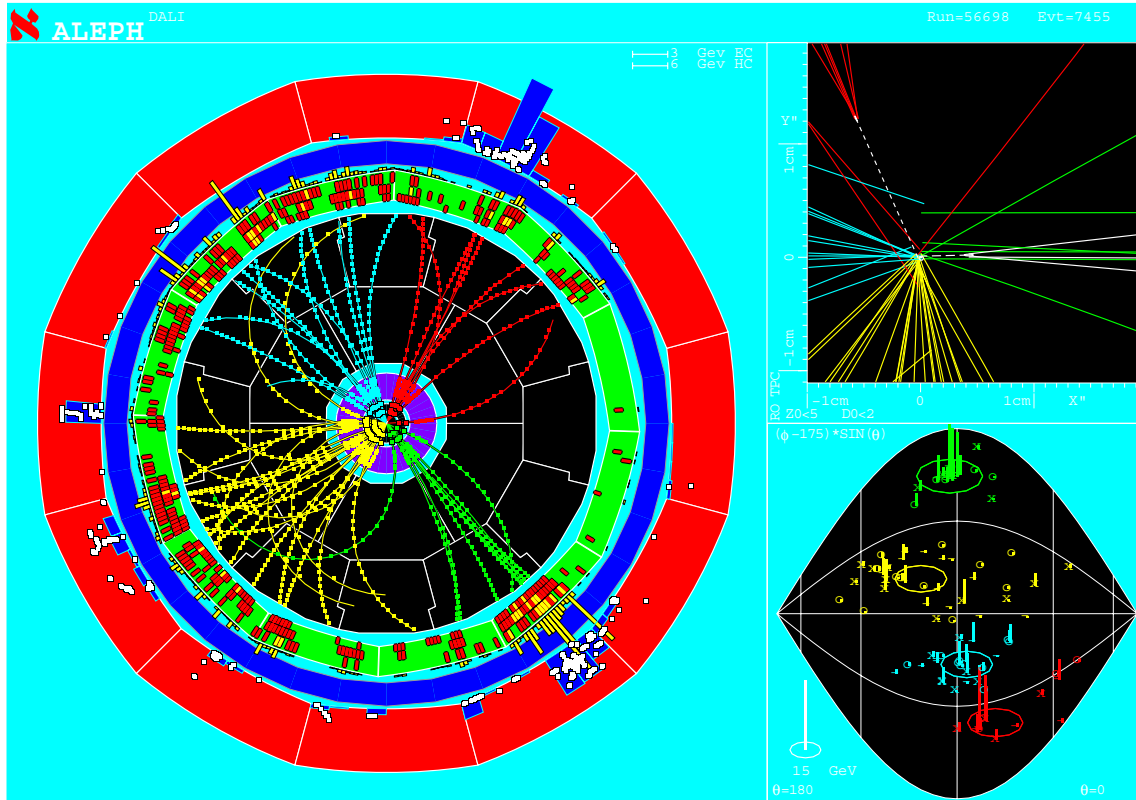 ℵ ALEPH DALI Run=56698 Evt=7455
3 Gev EC
6 Gev HC
Y"
1cm
0
-1cm
RO TPC
-1cm 0 1cm X"
Z0<5 D0<2
(ϕ-175)*SIN(θ)
15 GeV
θ=180 θ=0